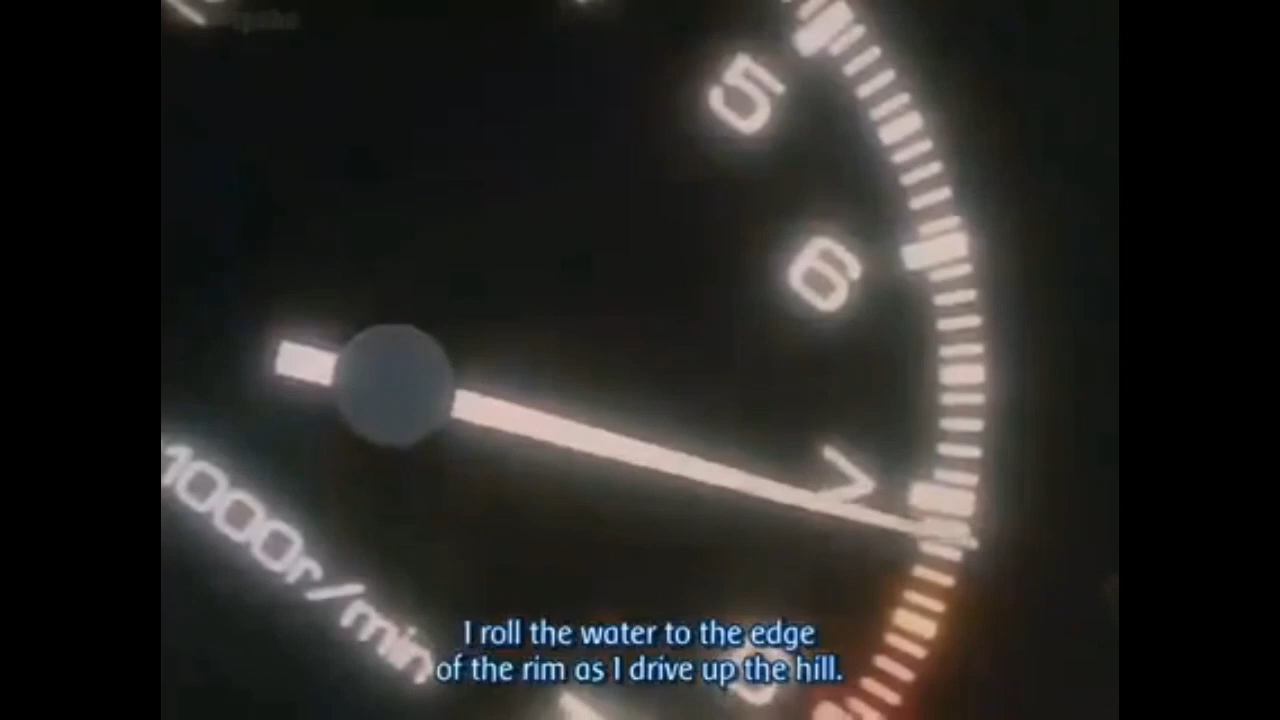 5
6
7
8
1000r/min
I roll the water to the edge
of the rim as I drive up the hill.